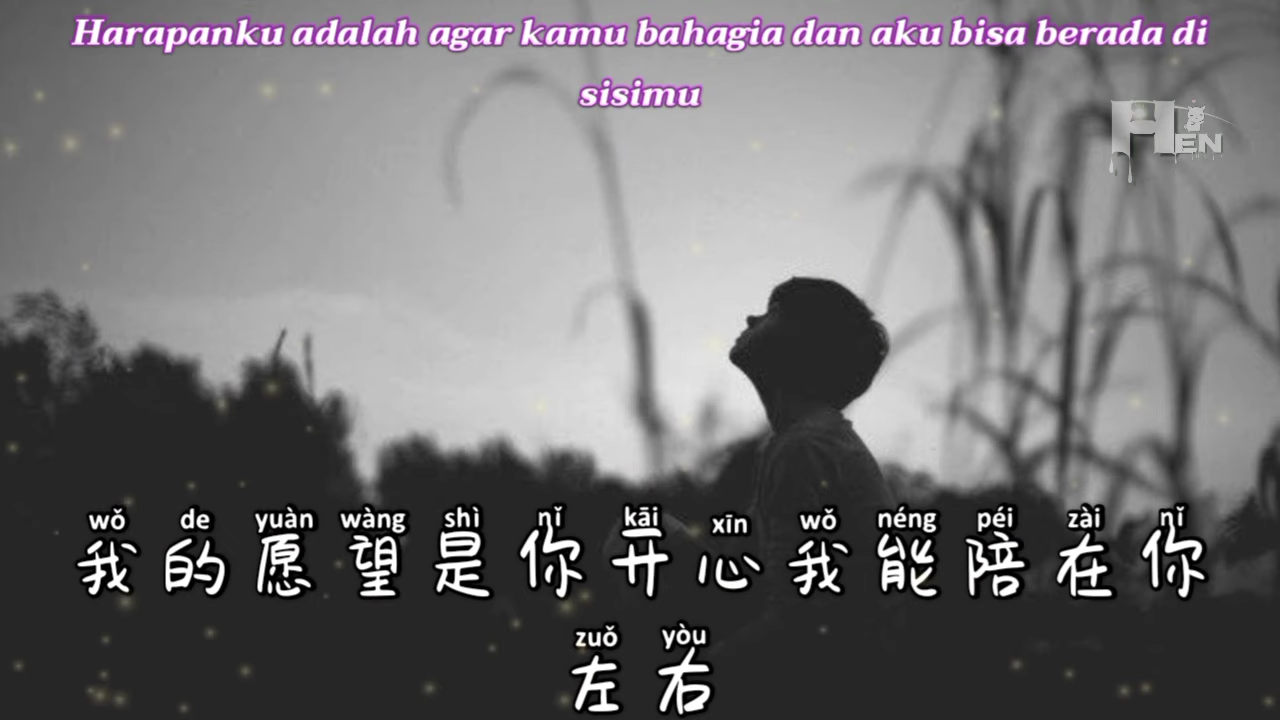 Harapanku adalah agar kamu bahagia dan aku bisa berada di
sisimu
HEN
wǒ de yuàn wàng shì nǐ kāi xīn wǒ néng péi zài nǐ
我的愿望是你开心我能陪在你
zuǒ yòu
左右